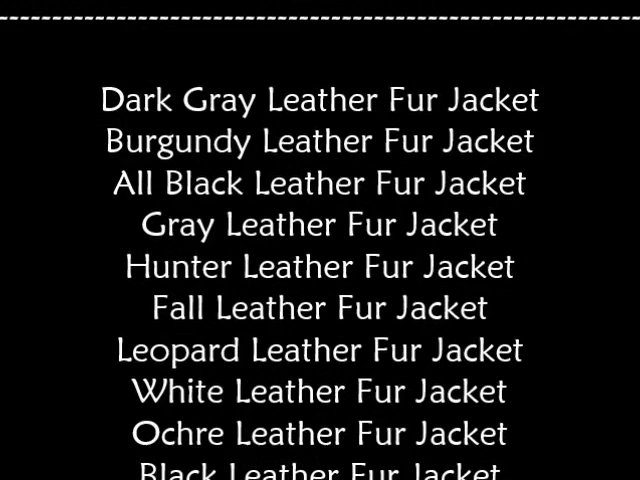 Dark Gray Leather Fur Jacket
Burgundy Leather Fur Jacket
All Black Leather Fur Jacket
Gray Leather Fur Jacket
Hunter Leather Fur Jacket
Fall Leather Fur Jacket
Leopard Leather Fur Jacket
White Leather Fur Jacket
Ochre Leather Fur Jacket
Black Leather Fur Jacket